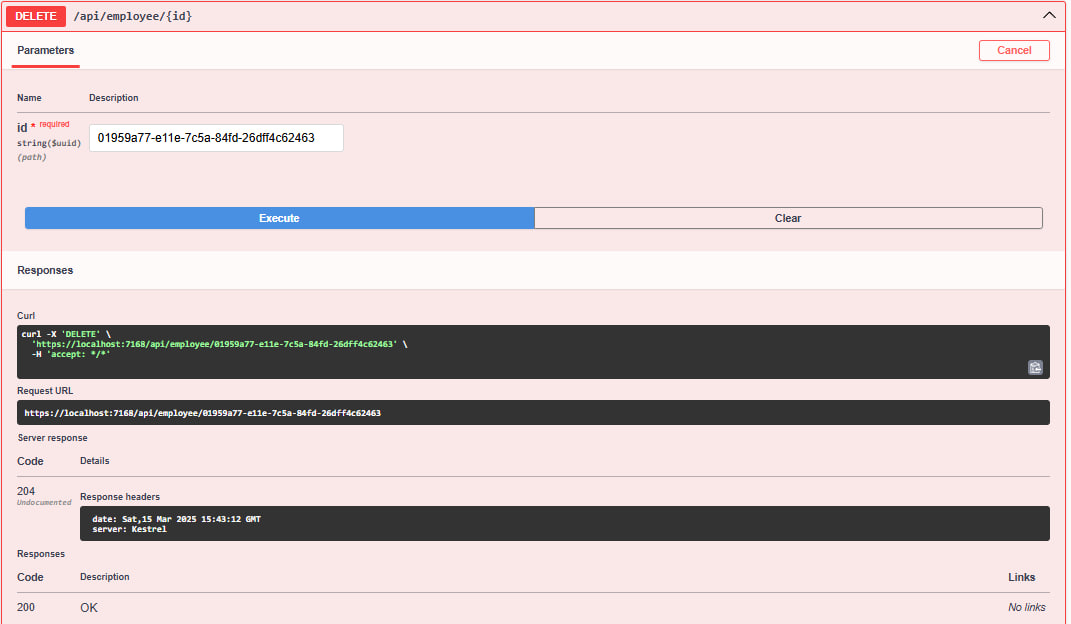 DELETE /api/employee/{id}
Parameters
Cancel
Name Description
id * required
string($uuid)
(path)
01959a77-e11e-7c5a-84fd-26dff4c62463
Execute Clear
Responses
Curl
curl -X 'DELETE' \
'https://localhost:7168/api/employee/01959a77-e11e-7c5a-84fd-26dff4c62463' \
-H 'accept: */*'
Request URL
https://localhost:7168/api/employee/01959a77-e11e-7c5a-84fd-26dff4c62463
Server response
Code Details
204
Undocumented
Response headers
date: Sat,15 Mar 2025 15:43:12 GMT
server: Kestrel
Responses
Code Description Links
200 OK No links